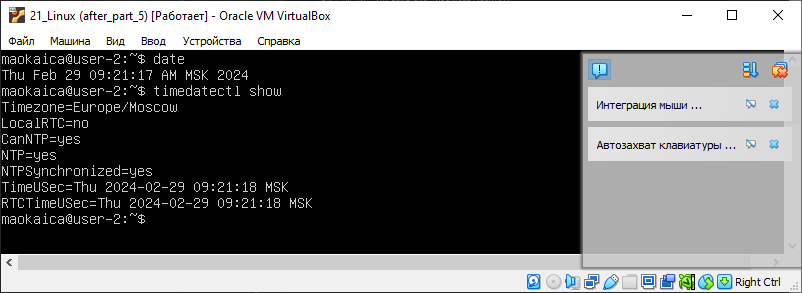 21_Linux (after_part_5) [Работает] - Oracle VM VirtualBox
Файл Машина Вид Ввод Устройства Справка
maokaica@user-2:~$ date
Thu Feb 29 09:21:17 AM MSK 2024
maokaica@user-2:~$ timedatectl show
Timezone=Europe/Moscow
LocalRTC=no
CanNTP=yes
NTP=yes
NTPSynchronized=yes
TimeUSec=Thu 2024-02-29 09:21:18 MSK
RTCTimeUSec=Thu 2024-02-29 09:21:18 MSK
maokaica@user-2:~$
Интеграция мыши ...
Автозахват клавиатуры ...
Right Ctrl